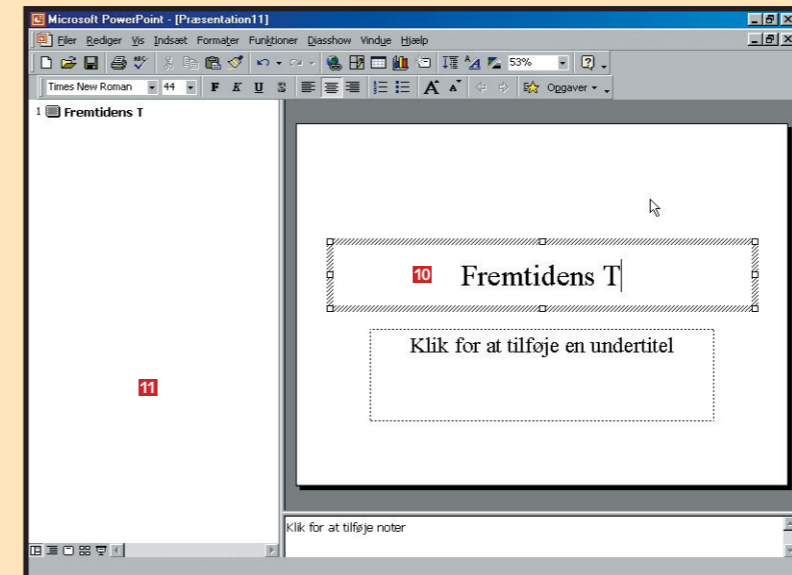 Microsoft PowerPoint - [Præsentation11]
Filer Rediger Vis Indsæt Formater Funktioner Diasshow Vindue Hjælp
53%
Times New Roman 44 F K U S A A Opgaver
1 Fremtidens T
10 Fremtidens T
Klik for at tilføje en undertitel
11
Klik for at tilføje noter